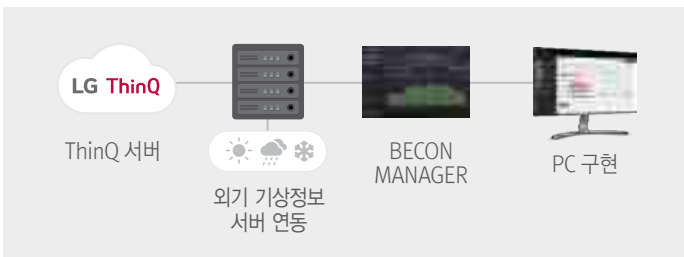 LG ThinQ
ThinQ 서버
외기 기상정보
서버 연동
BECON
MANAGER
PC 구현